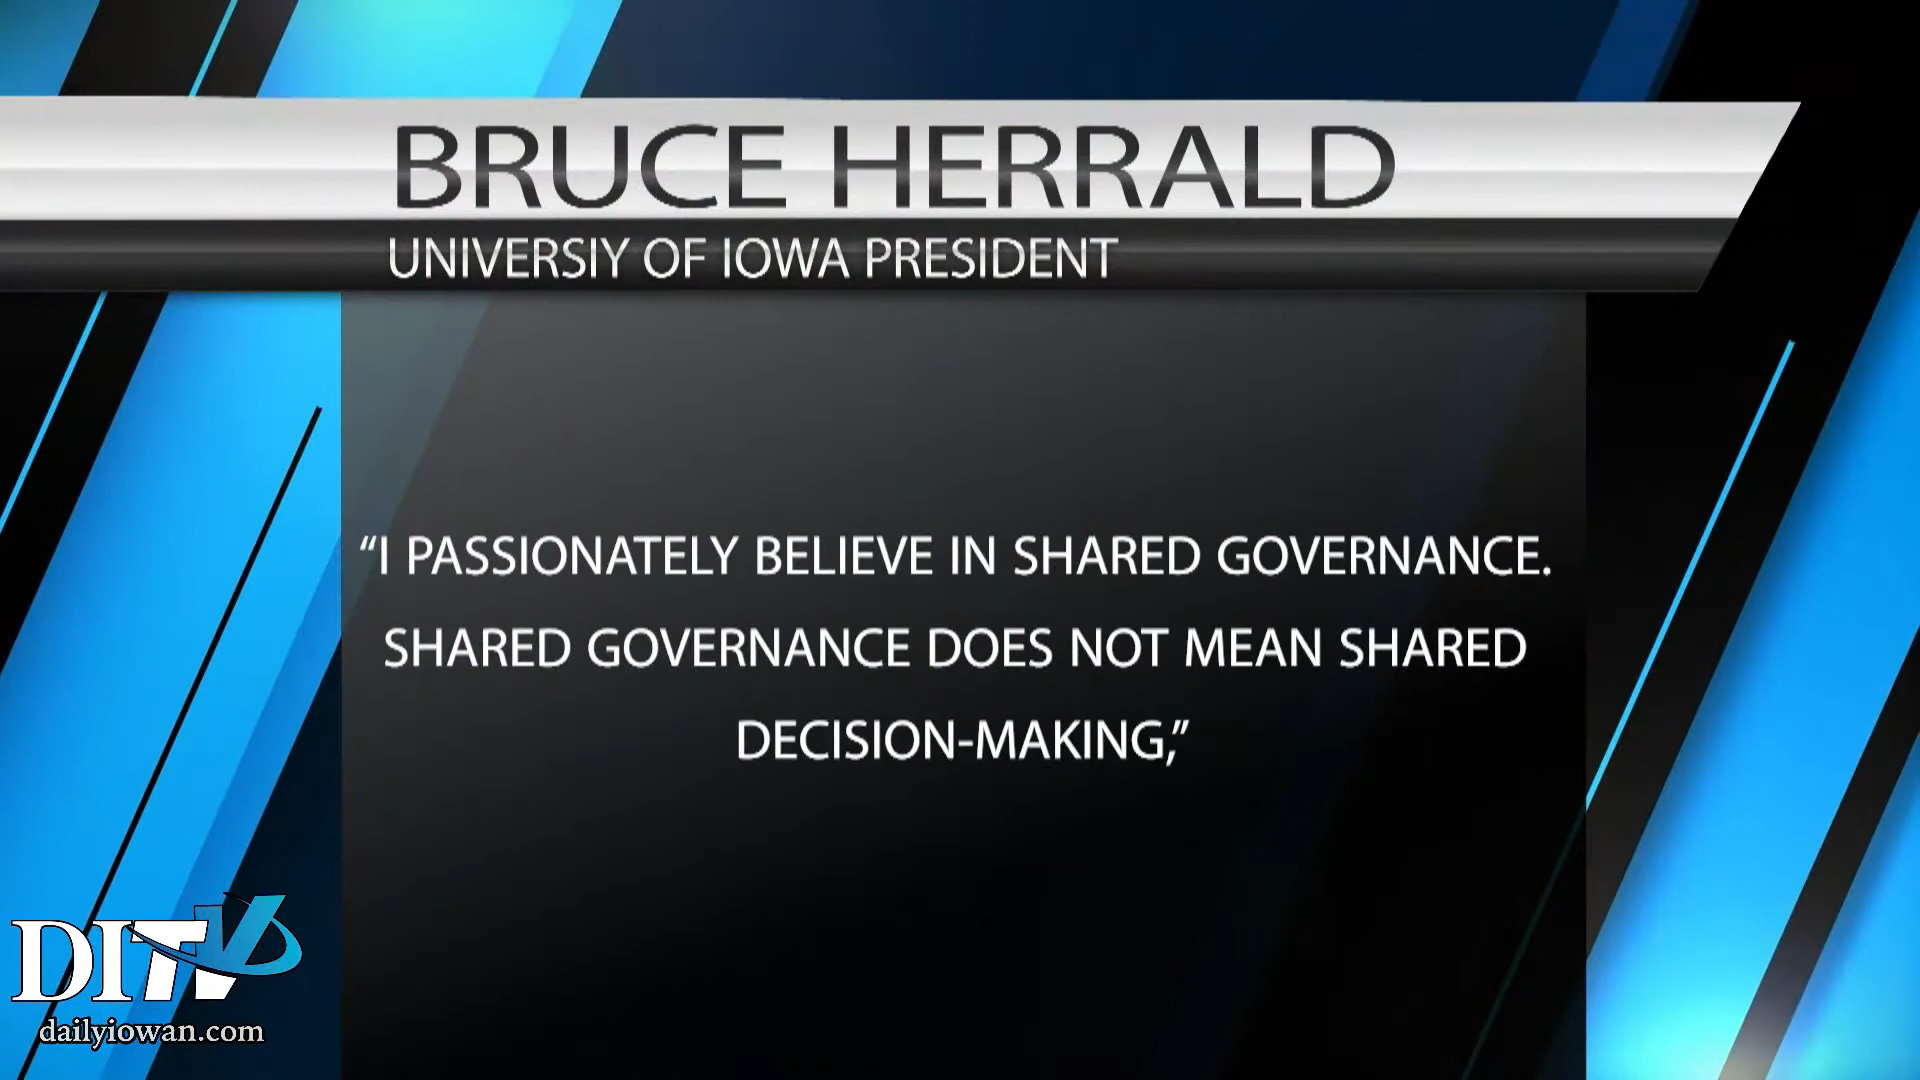 BRUCE HERRALD
UNIVERSIY OF IOWA PRESIDENT
“I PASSIONATELY BELIEVE IN SHARED GOVERNANCE.
SHARED GOVERNANCE DOES NOT MEAN SHARED
DECISION-MAKING,”
DITV
dailyiowan.com